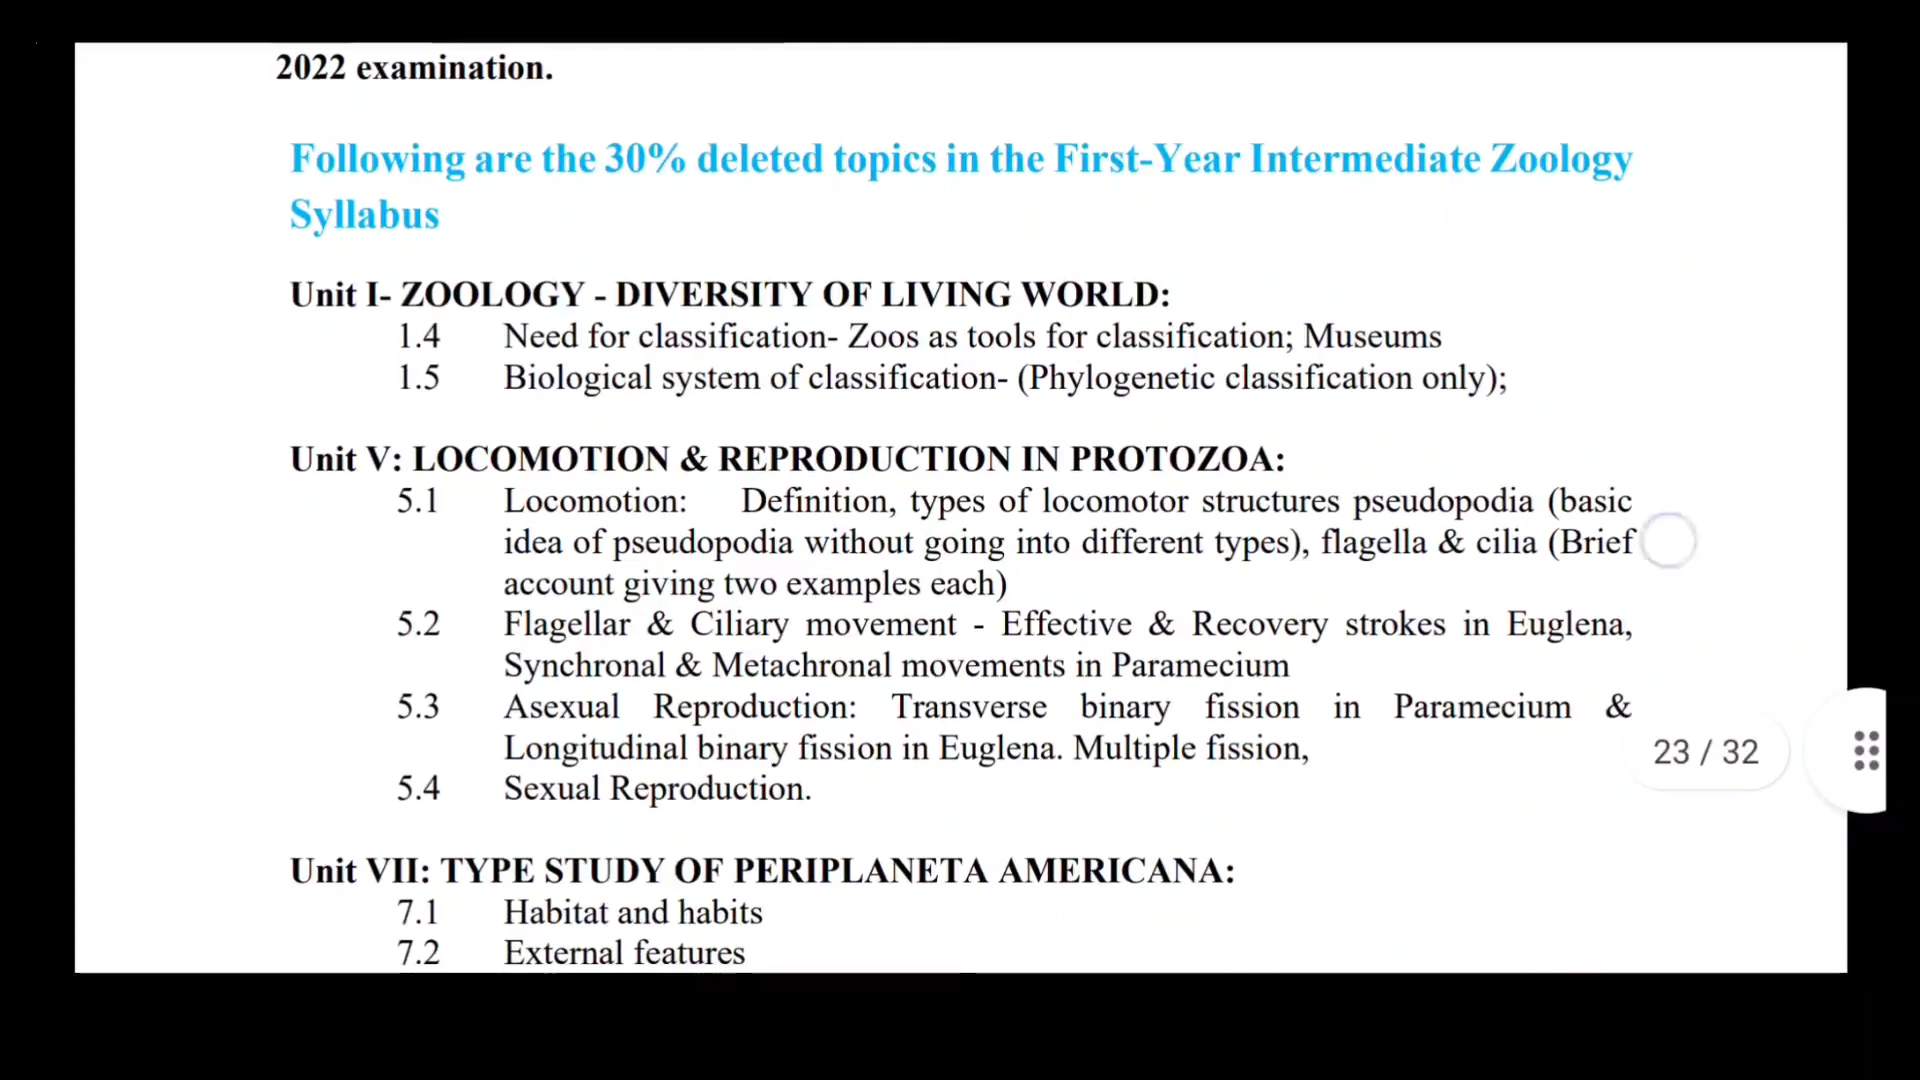 2022 examination.
Following are the 30% deleted topics in the First-Year Intermediate Zoology
Syllabus
Unit I- ZOOLOGY - DIVERSITY OF LIVING WORLD:
1.4 Need for classification- Zoos as tools for classification; Museums
1.5 Biological system of classification- (Phylogenetic classification only);
Unit V: LOCOMOTION & REPRODUCTION IN PROTOZOA:
5.1 Locomotion: Definition, types of locomotor structures pseudopodia (basic
idea of pseudopodia without going into different types), flagella & cilia (Brief
account giving two examples each)
5.2 Flagellar & Ciliary movement - Effective & Recovery strokes in Euglena,
Synchronal & Metachronal movements in Paramecium
5.3 Asexual Reproduction: Transverse binary fission in Paramecium &
Longitudinal binary fission in Euglena. Multiple fission,
23 / 32
5.4 Sexual Reproduction.
Unit VII: TYPE STUDY OF PERIPLANETA AMERICANA:
7.1 Habitat and habits
7.2 External features